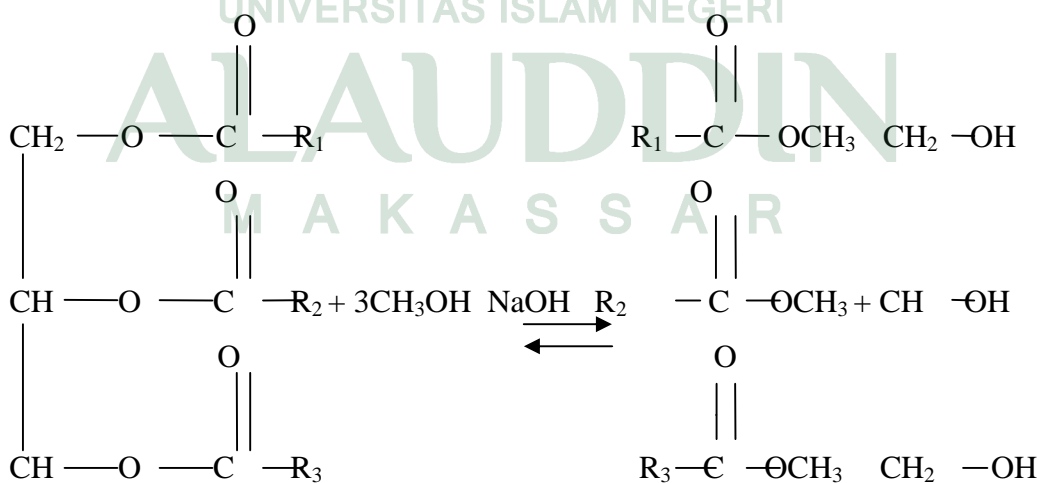 UNIVERSITAS ISLAM NEGERI
O O
ALAUDDIN
CH₂ — O — C — R₁ R₁ — C — OCH₃ CH₂ — OH
O O
MAKASSAR
CH — O — C — R₂ + 3CH₃OH NaOH R₂ — C — OCH₃ + CH — OH
O O
CH — O — C — R₃ R₃ — C — OCH₃ CH₂ — OH